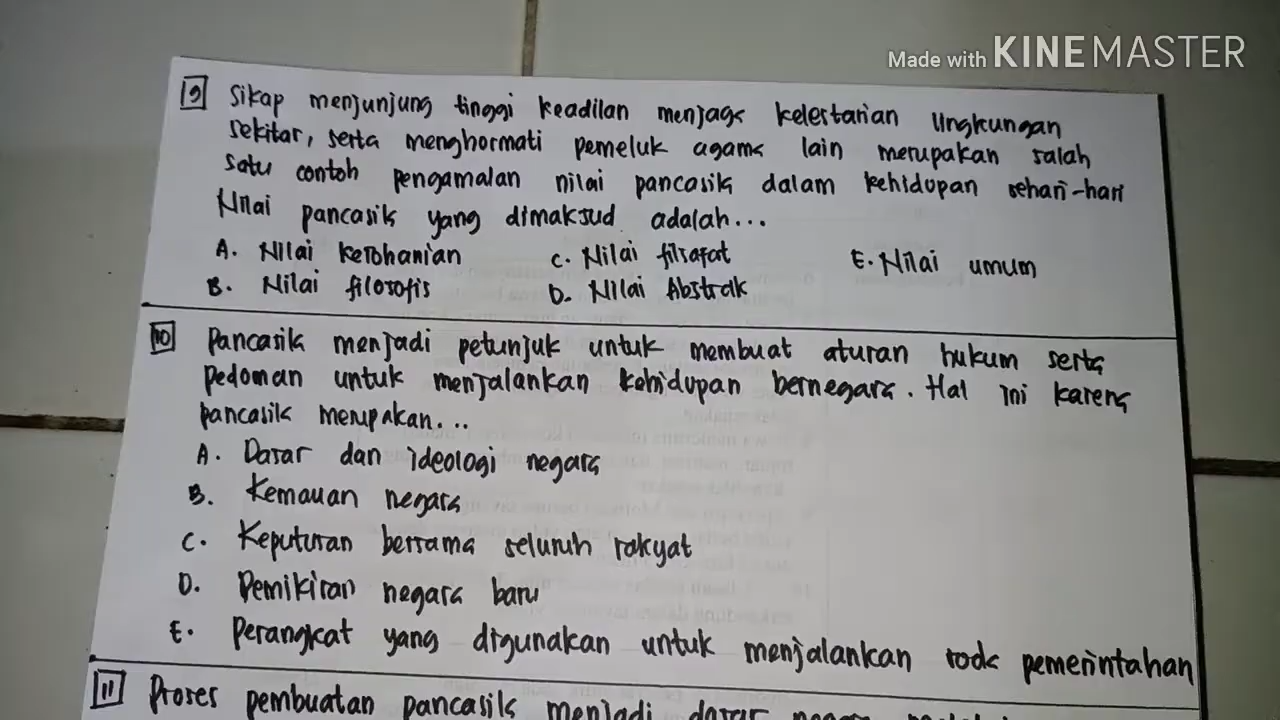 Made with KINEMASTER
9 Sikap menjunjung tinggi keadilan menjaga kelestarian lingkungan
sekitar, serta menghormati pemeluk agama lain merupakan salah
satu contoh pengamalan nilai pancasila dalam kehidupan sehari-hari
Nilai pancasila yang dimaksud adalah...
A. Nilai kerohanian C. Nilai filsafat E. Nilai umum
B. Nilai filosofis D. Nilai Abstrak
10 Pancasila menjadi petunjuk untuk membuat aturan hukum serta
pedoman untuk menjalankan kehidupan bernegara. Hal ini karena
pancasila merupakan...
A. Dasar dan ideologi negara
B. Kemauan negara
C. Keputusan bersama seluruh rakyat
D. Pemikiran negara baru
E. Perangkat yang digunakan untuk menjalankan roda pemerintahan
11 Proses pembuatan pancasila menjadi dasar negara